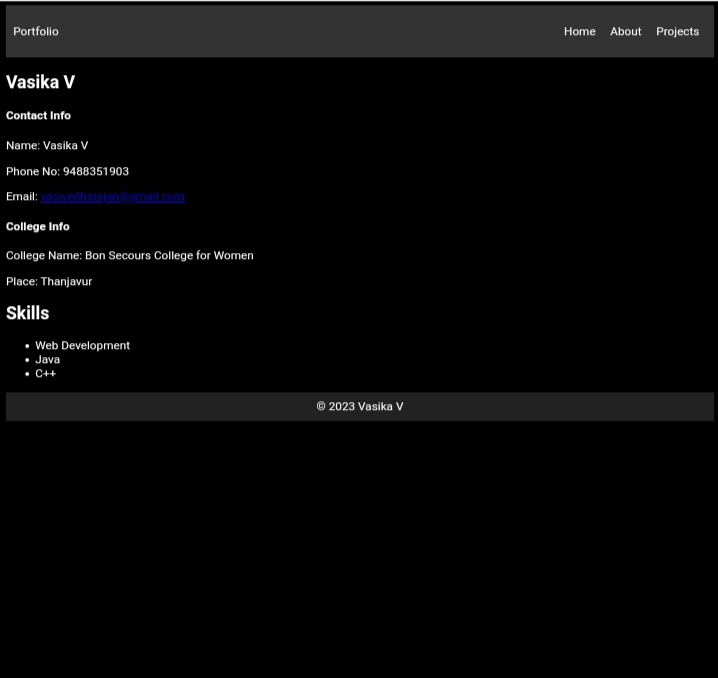 Portfolio
Home About Projects
Vasika V
Contact Info
Name: Vasika V
Phone No: 9488351903
Email: vasivedharajan@gmail.com
College Info
College Name: Bon Secours College for Women
Place: Thanjavur
Skills
• Web Development
• Java
• C++
© 2023 Vasika V